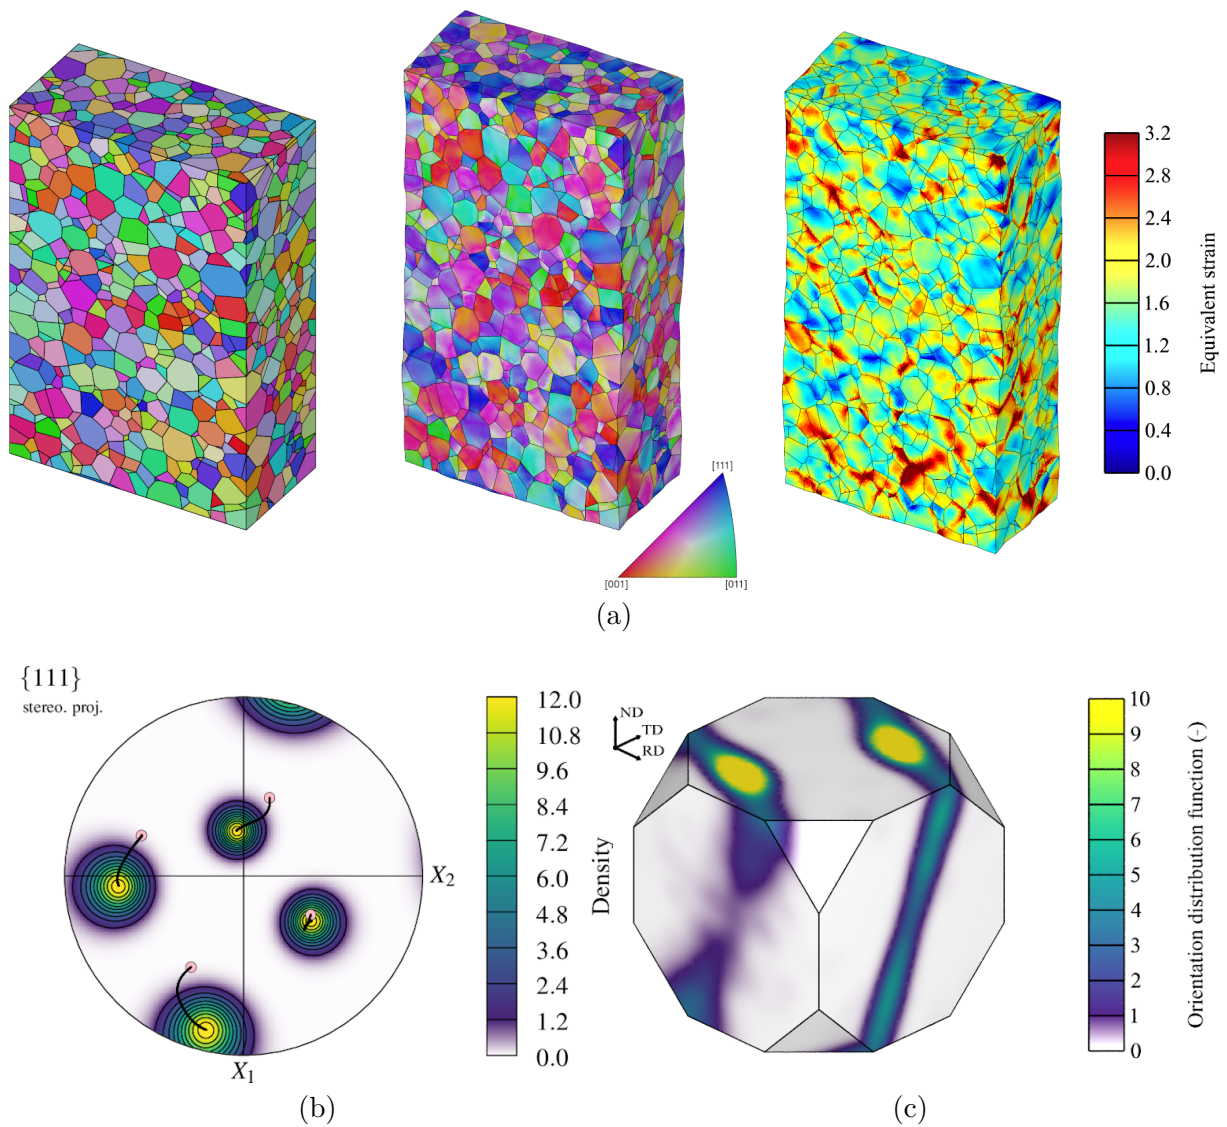 3.2
2.8
2.4
2.0
1.6
1.2
0.8
0.4
0.0
Equivalent strain
[111]
[001]
[011]
(a)
{111}
stereo. proj.
X2
X1
12.0
10.8
9.6
8.4
7.2
6.0
4.8
3.6
2.4
1.2
0.0
Density
(b)
ND
TD
RD
10
9
8
7
6
5
4
3
2
1
0
Orientation distribution function (-)
(c)